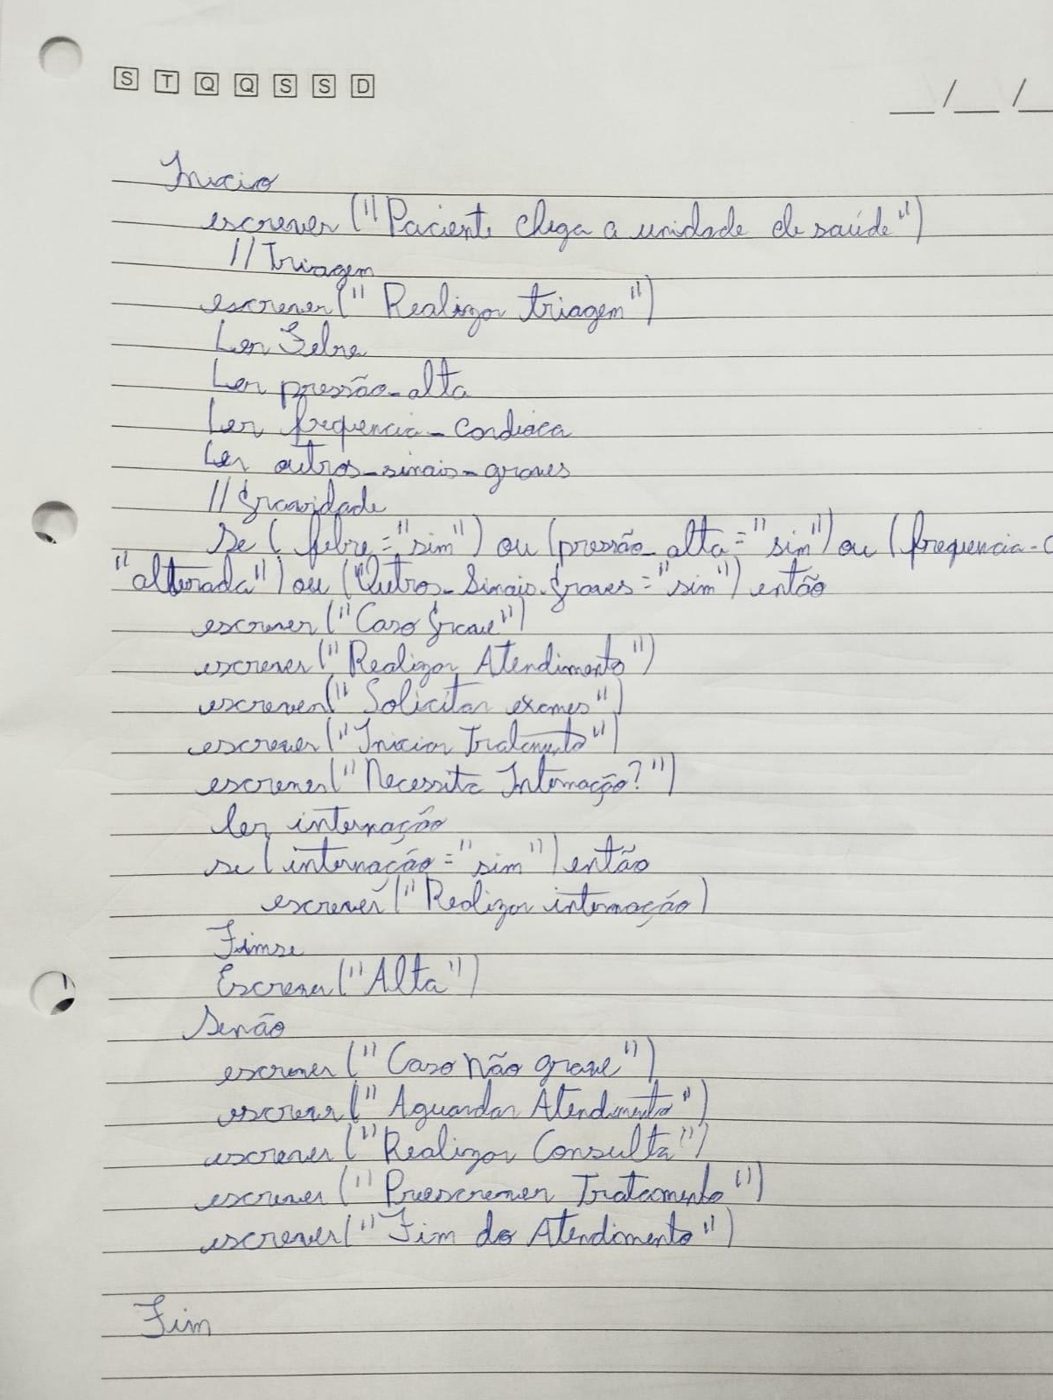 S T Q Q S S D
__/__/__
Inicio
escrever ("Paciente chega a unidade de saúde")
//Triagem
escrever (" Realizar triagem")
Ler Febre
Ler pressão_alta
Ler frequencia_cardiaca
Ler outros_sinais_graves
//Gravidade
Se ( febre="sim") ou (pressão_alta="sim") ou (frequencia_c
"alterada") ou (Outros_Sinais_Graves="sim") então
escrever ("Caso Grave")
escrever ("Realizar Atendimento")
escrever (" Solicitar exames")
escrever ("Iniciar Tratamento")
escrever ("Necessita Internação?")
ler internação
se (internação="sim") então
escrever ("Realizar internação)
Fimse
Escrever ("Alta")
Senão
escrever (" Caso Não grave")
escrever (" Aguardar Atendimento")
escrever ("Realizar Consulta")
escrever ("Prescrever Tratamento")
escrever ("Fim do Atendimento")
Fim